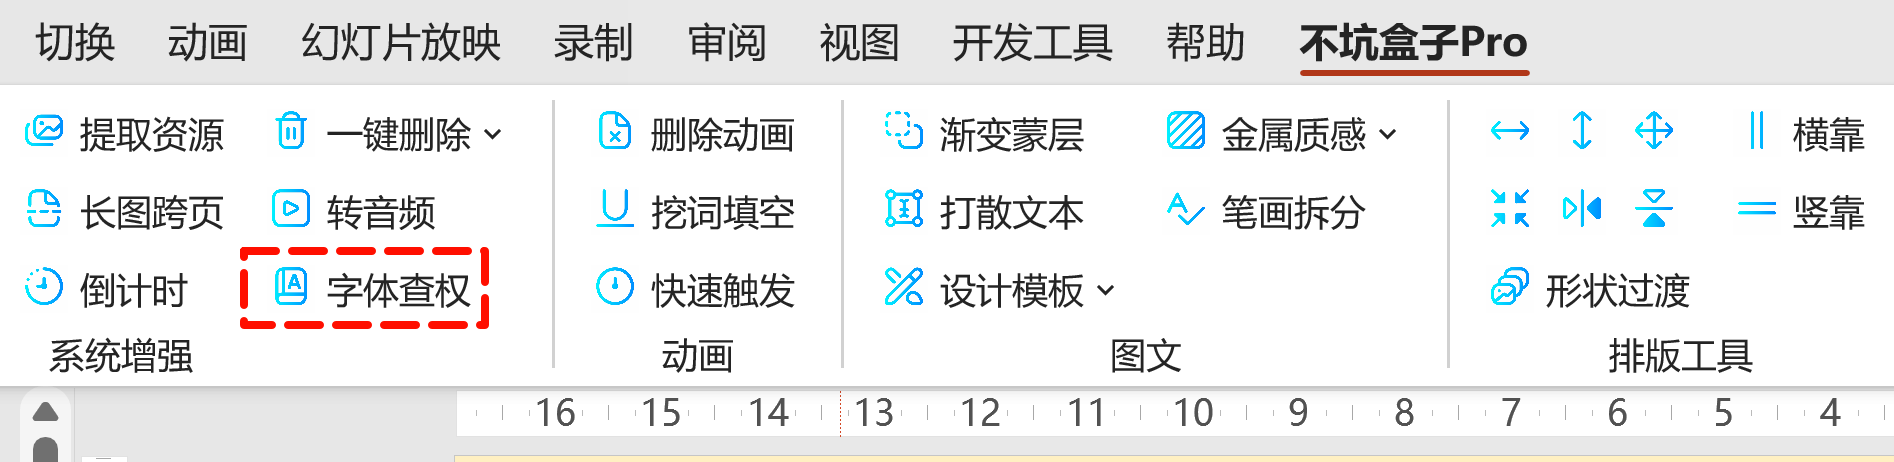 切换 动画 幻灯片放映 录制 审阅 视图 开发工具 帮助 不坑盒子Pro
提取资源 一键删除 删除动画 渐变蒙层 金属质感 横靠
长图跨页 转音频 挖词填空 打散文本 笔画拆分 竖靠
倒计时 字体查权 快速触发 设计模板 形状过渡
系统增强 动画 图文 排版工具
16 15 14 13 12 11 10 9 8 7 6 5 4